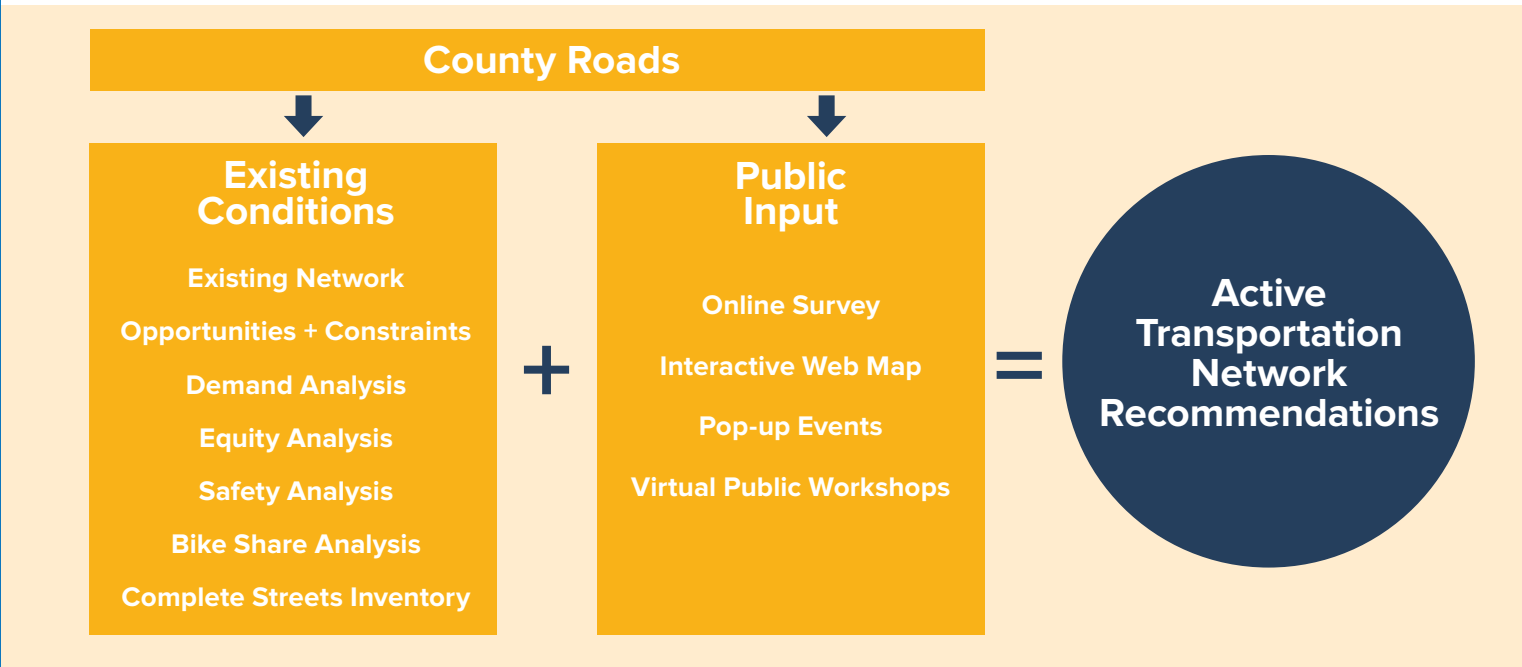 County Roads
Existing
Conditions
Existing Network
Opportunities + Constraints
Demand Analysis
Equity Analysis
Safety Analysis
Bike Share Analysis
Complete Streets Inventory
+
Public
Input
Online Survey
Interactive Web Map
Pop-up Events
Virtual Public Workshops
=
Active
Transportation
Network
Recommendations